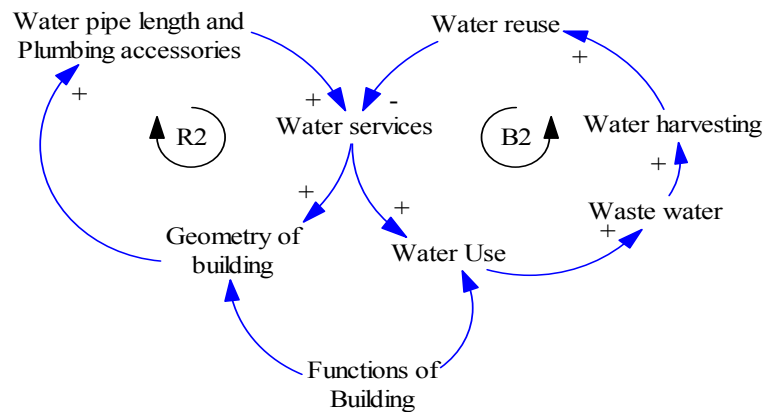 Water pipe length and
Plumbing accessories
Water reuse
+
+
+
-
R2
Water services
B2
Water harvesting
+
+
+
Waste water
+
Geometry of
building
Water Use
Functions of
Building